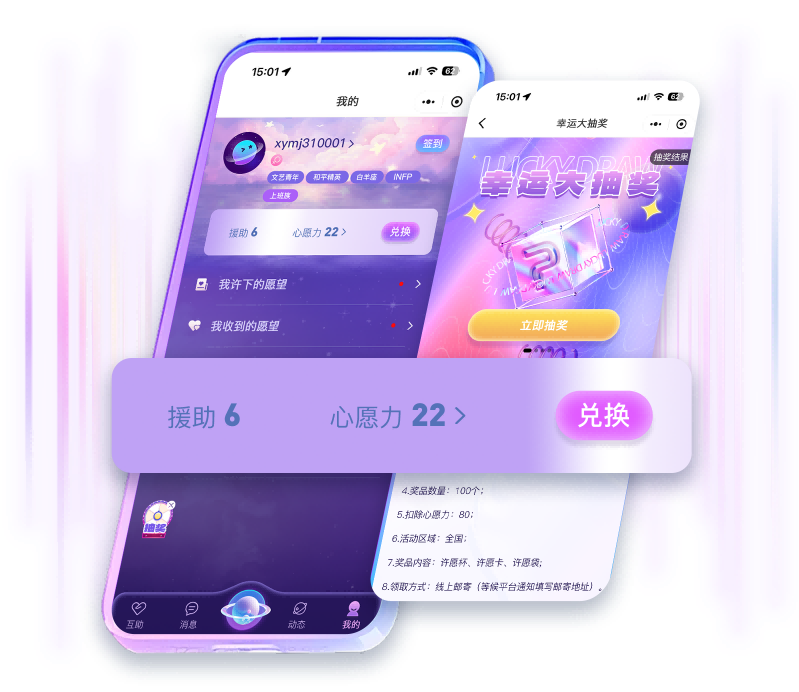 15:01
62
我的
xymj310001
签到
文艺青年 和平精英 白羊座 INFP
上班族
援助 6 心愿力 22 兑换
我许下的愿望
我收到的愿望
15:01
62
幸运大抽奖
抽奖结果
LUCKY DRAW
幸运大抽奖
立即抽奖
援助 6 心愿力 22 兑换
4.奖品数量：100个；
5.扣除心愿力：80；
6.活动区域：全国；
7.奖品内容：许愿杯、许愿卡、许愿袋；
8.领取方式：线上邮寄（等候平台通知填写邮寄地址）。
抽奖
互助 消息 动态 我的